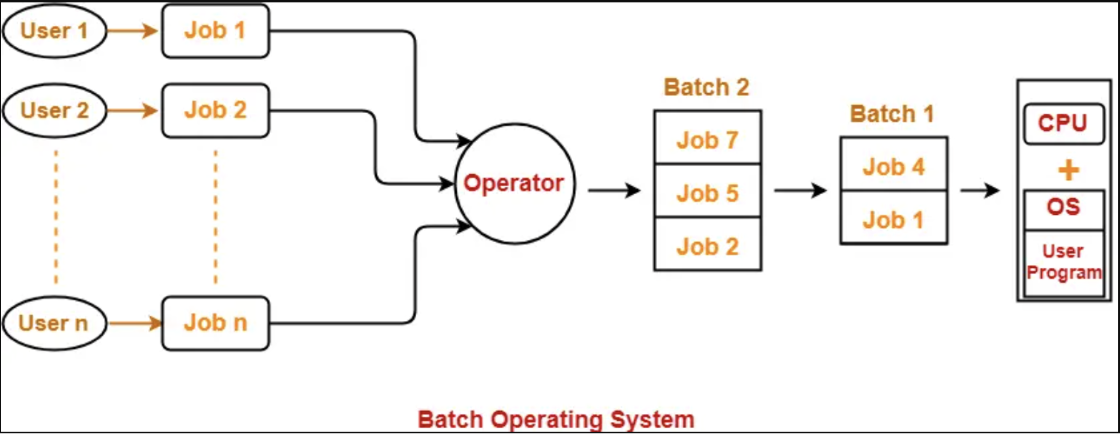 User 1
Job 1
User 2
Job 2
User n
Job n
Operator
Batch 2
Job 7
Job 5
Job 2
Batch 1
Job 4
Job 1
CPU
+
OS
User
Program
Batch Operating System